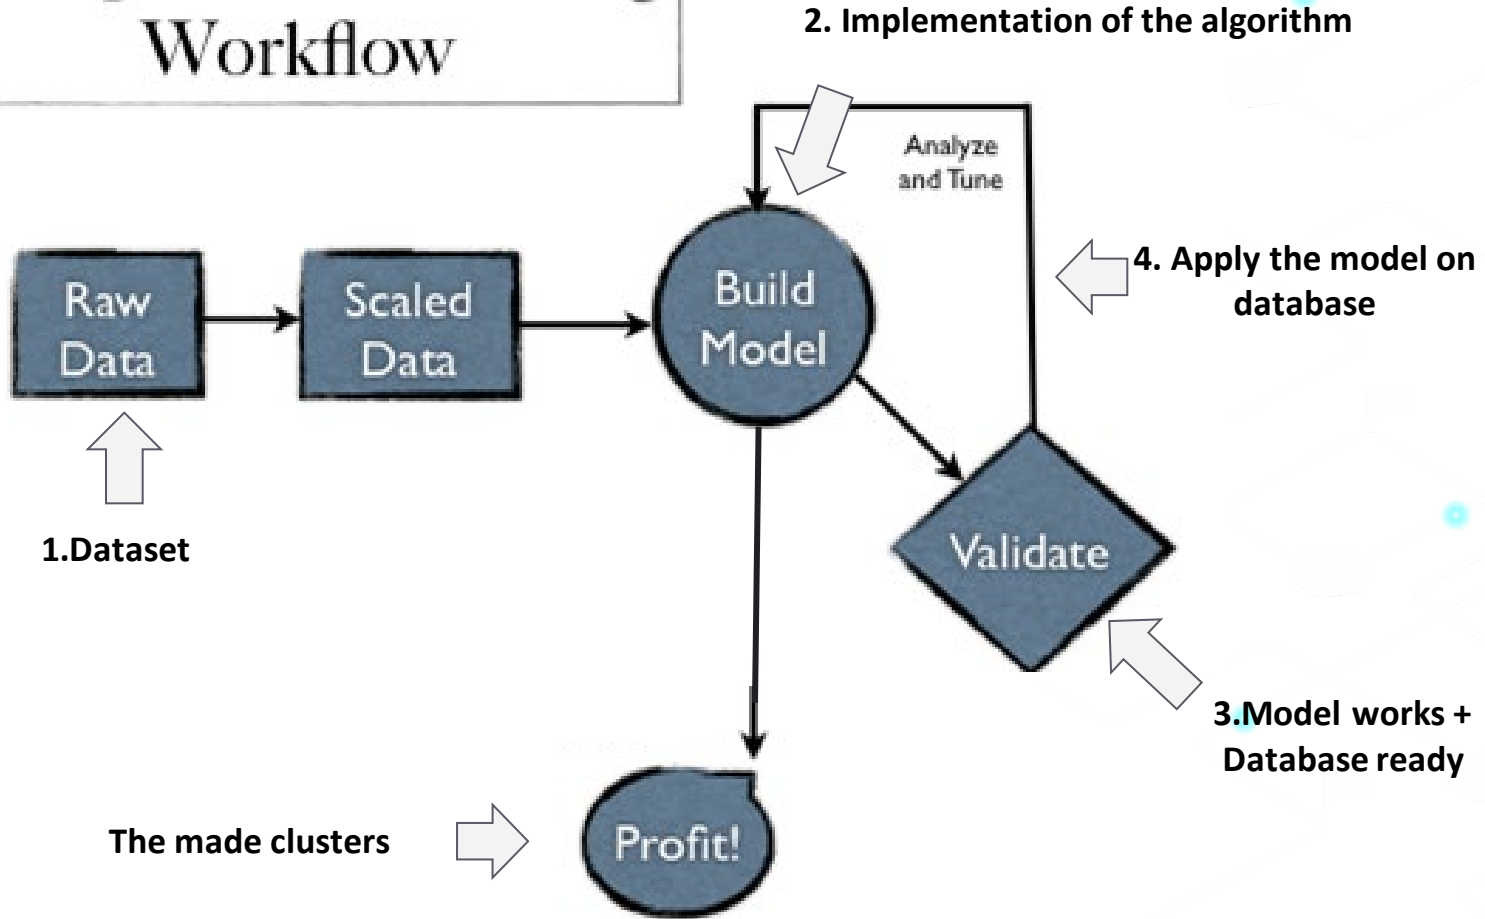 Workflow
2. Implementation of the algorithm
Analyze
and Tune
Raw
Data
Scaled
Data
Build
Model
4. Apply the model on
database
1.Dataset
Validate
3.Model works +
Database ready
The made clusters
Profit!